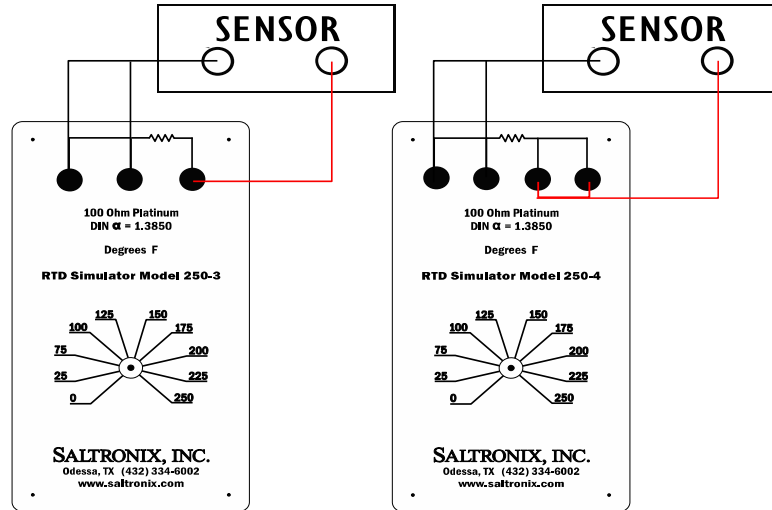 SENSOR
100 Ohm Platinum
DIN α = 1.3850
Degrees F
RTD Simulator Model 250-3
125
150
100
175
75
200
25
225
0
250
SALTRONIX, INC.
Odessa, TX (432) 334-6002
www.saltronix.com
SENSOR
100 Ohm Platinum
DIN α = 1.3850
Degrees F
RTD Simulator Model 250-4
125
150
100
175
75
200
25
225
0
250
SALTRONIX, INC.
Odessa, TX (432) 334-6002
www.saltronix.com